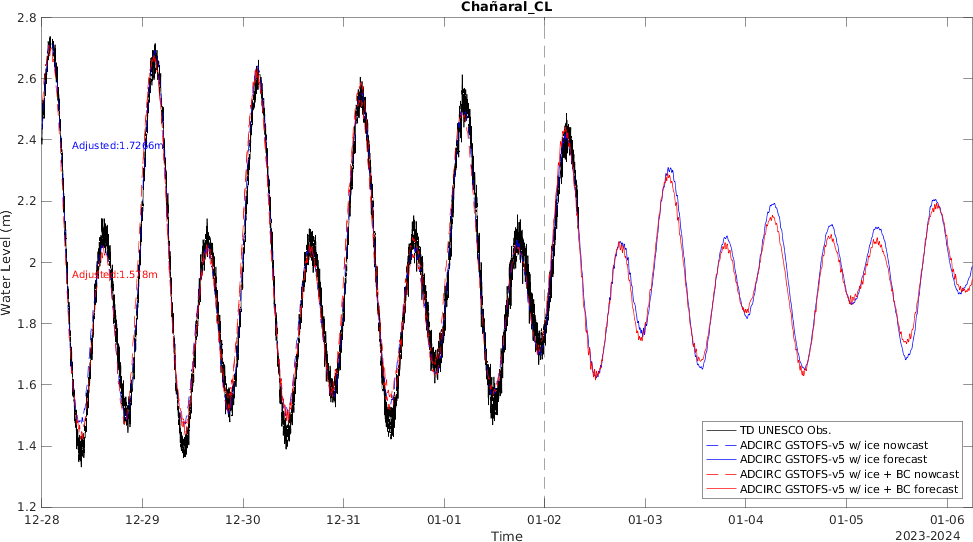 Chañaral_CL
2.8
2.6
2.4
2.2
2
1.8
1.6
1.4
1.2
Water Level (m)
Adjusted:1.7266m
Adjusted:1.528m
TD UNESCO Obs.
ADCIRC GSTOFS-v5 w/ ice nowcast
ADCIRC GSTOFS-v5 w/ ice forecast
ADCIRC GSTOFS-v5 w/ ice + BC nowcast
ADCIRC GSTOFS-v5 w/ ice + BC forecast
12-28 12-29 12-30 12-31 01-01 01-02 01-03 01-04 01-05 01-06
Time
2023-2024